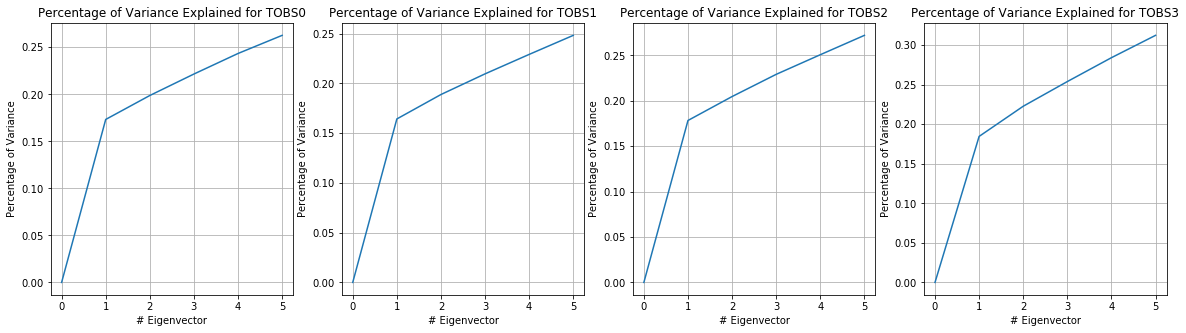 Percentage of Variance Explained for TOBS0
Percentage of Variance
0.25
0.20
0.15
0.10
0.05
0.00
0 1 2 3 4 5
# Eigenvector
Percentage of Variance Explained for TOBS1
Percentage of Variance
0.25
0.20
0.15
0.10
0.05
0.00
0 1 2 3 4 5
# Eigenvector
Percentage of Variance Explained for TOBS2
Percentage of Variance
0.25
0.20
0.15
0.10
0.05
0.00
0 1 2 3 4 5
# Eigenvector
Percentage of Variance Explained for TOBS3
Percentage of Variance
0.30
0.25
0.20
0.15
0.10
0.05
0.00
0 1 2 3 4 5
# Eigenvector